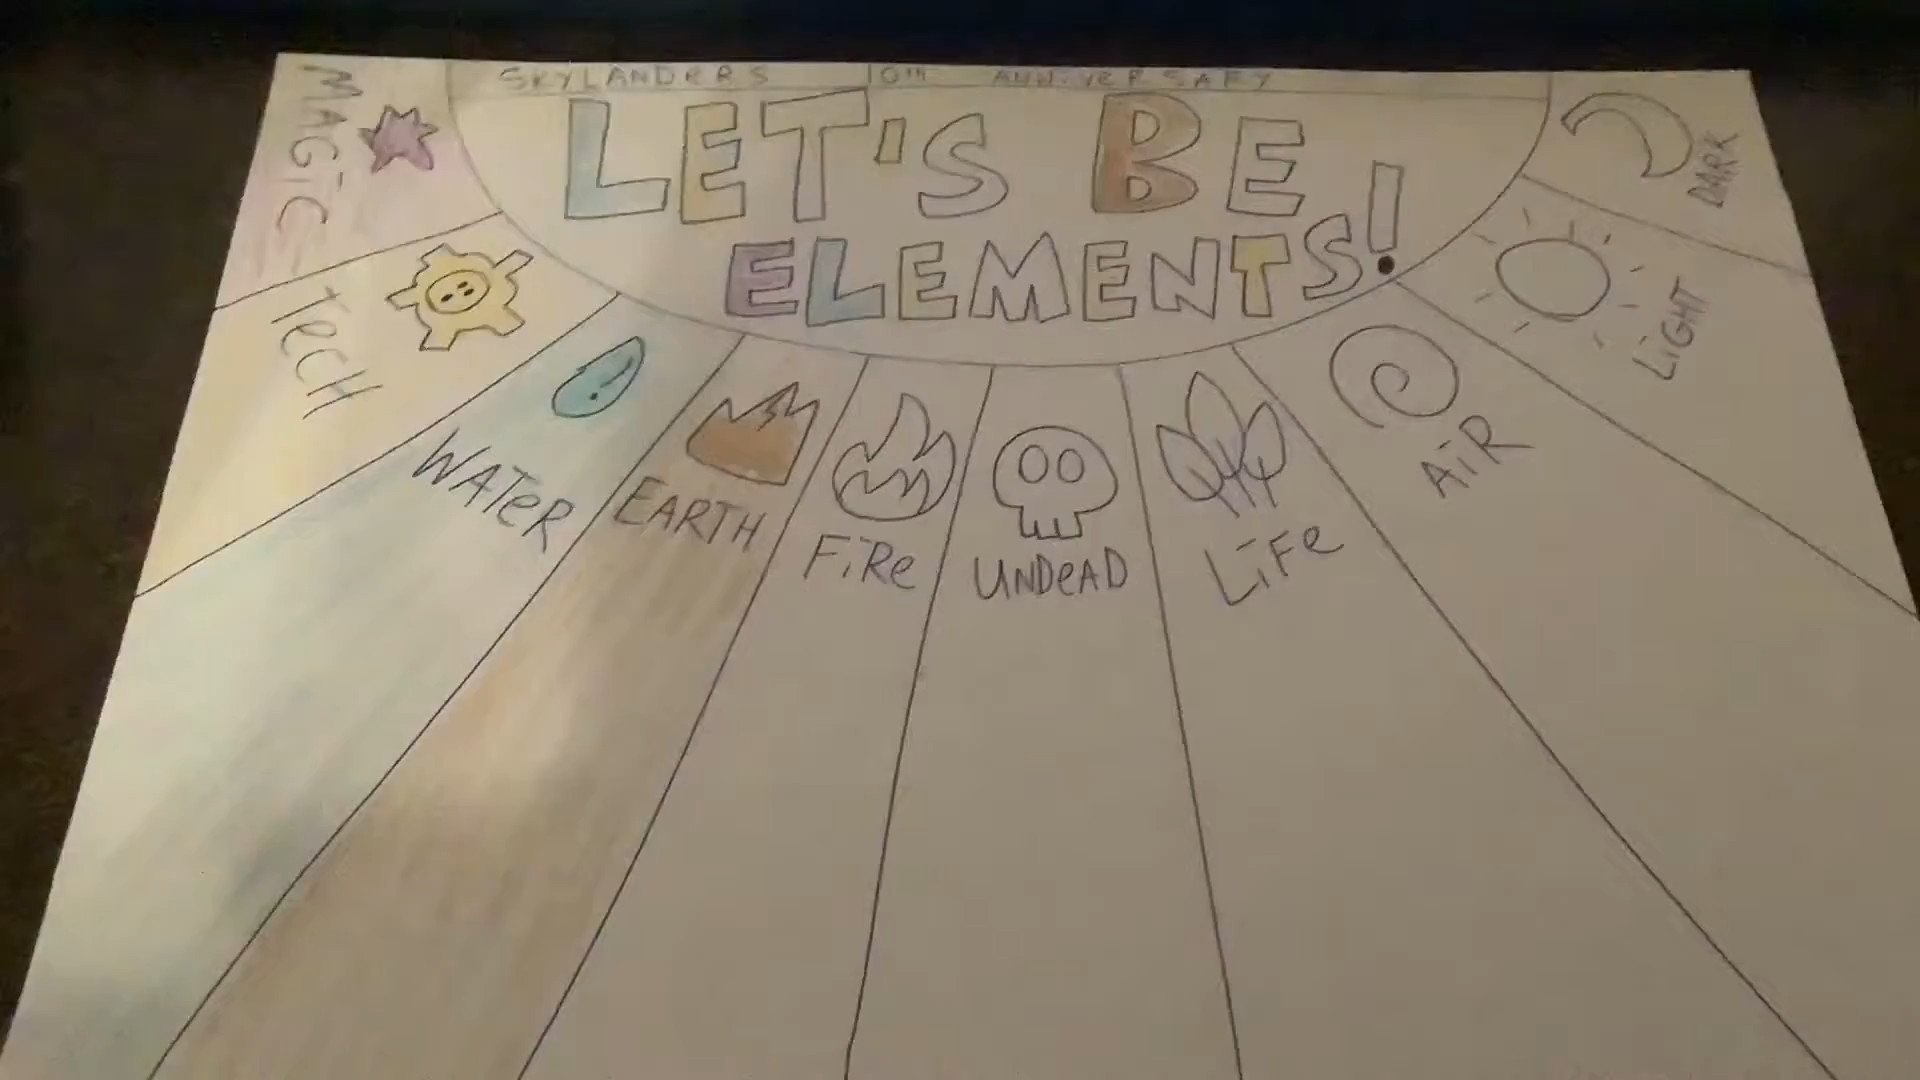 SKYLANDERS 10TH ANNiVERSARY
LET'S BE
ELEMENTS!
MAGiC
TecH
WATeR
EARTH
FiRe
UNDeAD
LiFe
AiR
LiGHT
DARK